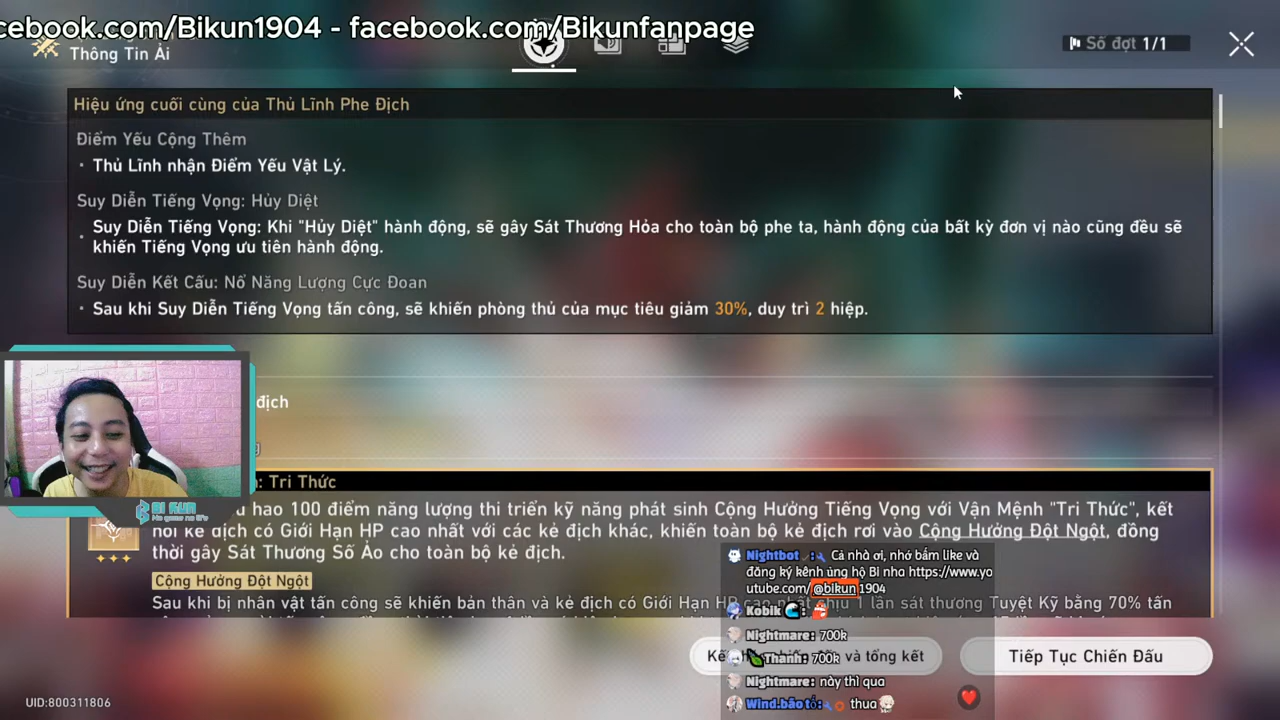 cebook.com/Bikun1904 - facebook.com/Bikunfanpage
Thông Tin Ải
Số đợt 1/1
Hiệu ứng cuối cùng của Thủ Lĩnh Phe Địch
Điểm Yếu Cộng Thêm
· Thủ Lĩnh nhận Điểm Yếu Vật Lý.
Suy Diễn Tiếng Vọng: Hủy Diệt
· Suy Diễn Tiếng Vọng: Khi "Hủy Diệt" hành động, sẽ gây Sát Thương Hỏa cho toàn bộ phe ta, hành động của bất kỳ đơn vị nào cũng đều sẽ
khiến Tiếng Vọng ưu tiên hành động.
Suy Diễn Kết Cấu: Nổ Năng Lượng Cực Đoan
· Sau khi Suy Diễn Tiếng Vọng tấn công, sẽ khiến phòng thủ của mục tiêu giảm 30%, duy trì 2 hiệp.
địch
: Tri Thức
hao 100 điểm năng lượng thi triển kỹ năng phát sinh Cộng Hưởng Tiếng Vọng với Vận Mệnh "Tri Thức", kết
nối kẻ địch có Giới Hạn HP cao nhất với các kẻ địch khác, khiến toàn bộ kẻ địch rơi vào Cộng Hưởng Đột Ngột, đồng
thời gây Sát Thương Số Ảo cho toàn bộ kẻ địch.
Cộng Hưởng Đột Ngột
Sau khi bị nhân vật tấn công sẽ khiến bản thân và kẻ địch có Giới Hạn HP cao nhất chịu 1 lần sát thương Tuyệt Kỹ bằng 70% tấn
BI KUN
Nightbot: Cả nhà ơi, nhớ bấm like và
đăng ký kênh ủng hộ Bi nha https://www.yo
utube.com/@bikun1904
Kobik:
Nightmare: 700k
Thanh: 700k
Nightmare: này thì qua
Wind.bão tố: thua
và tổng kết
Tiếp Tục Chiến Đấu
UID:800311806